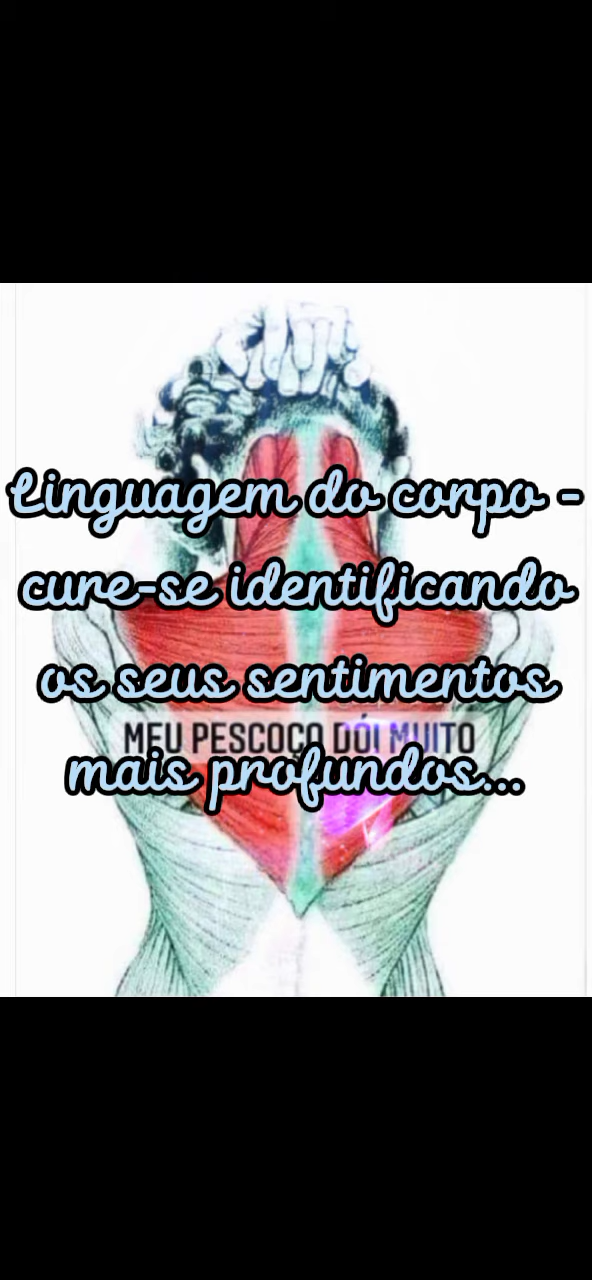 Linguagem do corpo -
cure-se identificando
os seus sentimentos
MEU PESCOÇO DÓI MUITO
mais profundos...